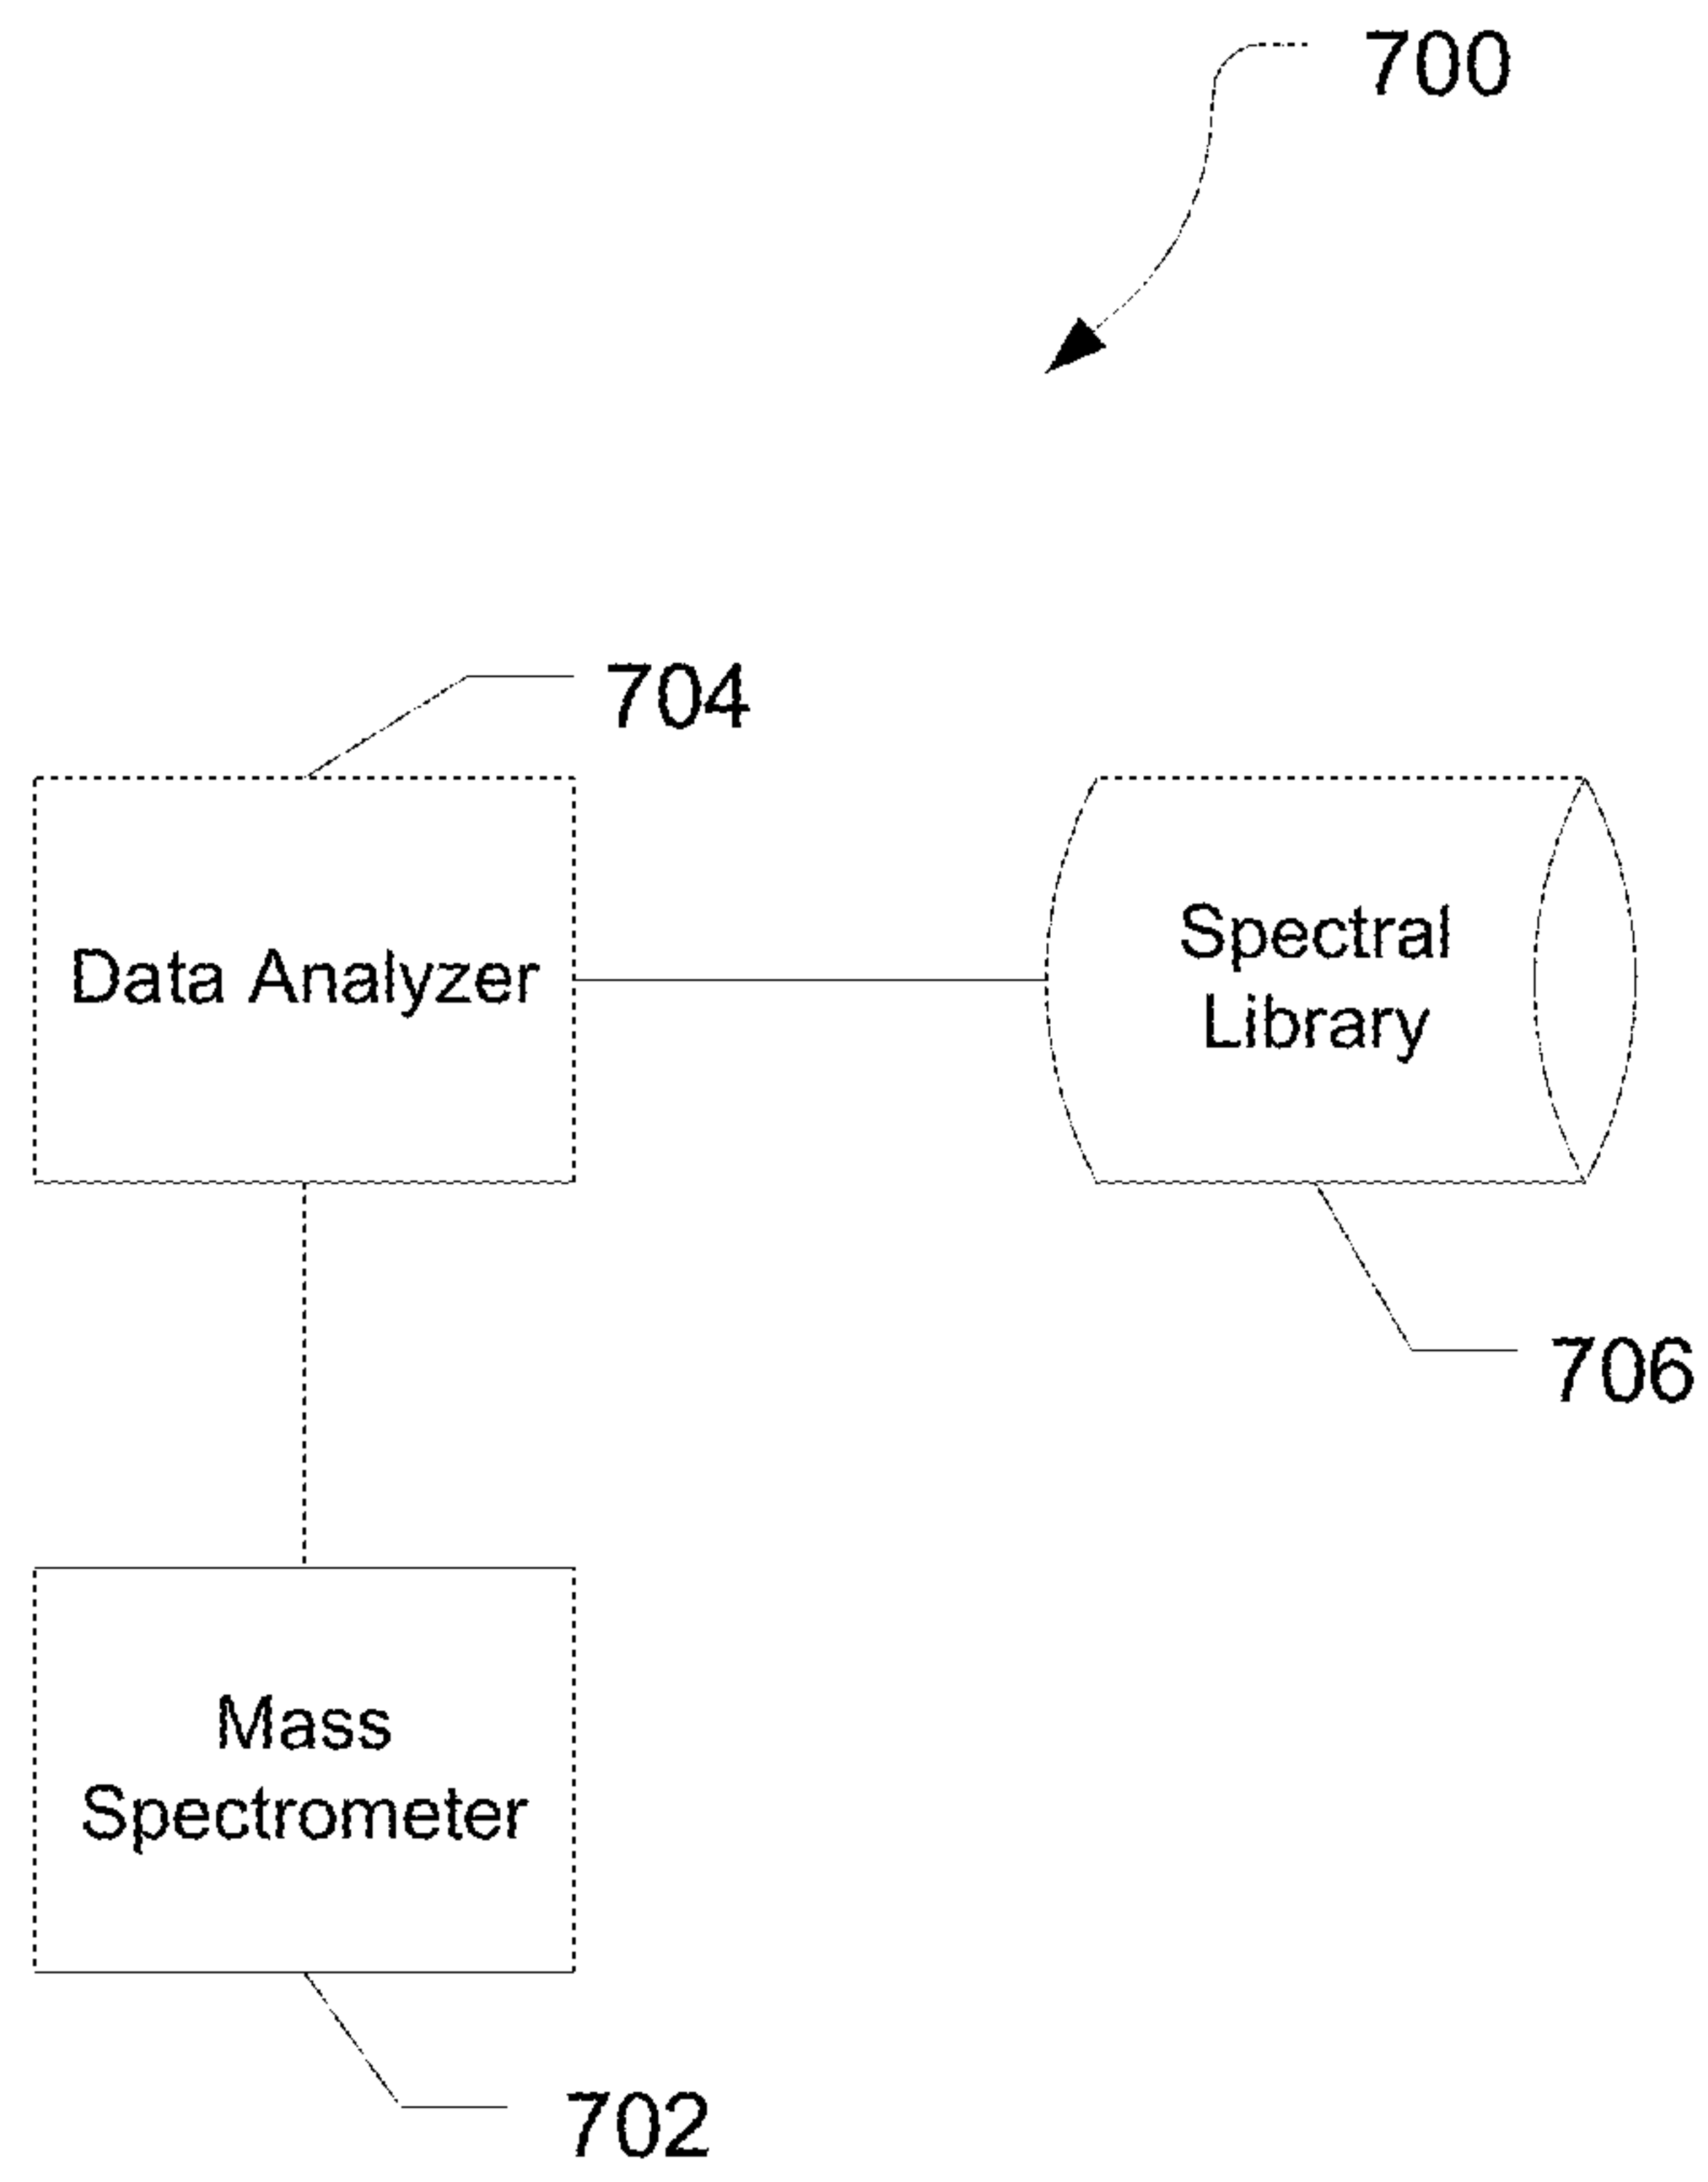 700
704
Data Analyzer
Spectral
Library
706
Mass
Spectrometer
702